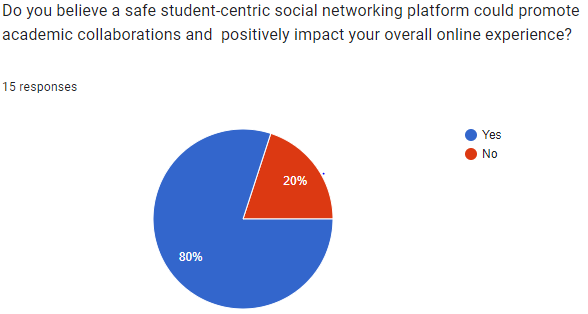 Do you believe a safe student-centric social networking platform could promote
academic collaborations and  positively impact your overall online experience?
15 responses
Yes
No
20%
80%